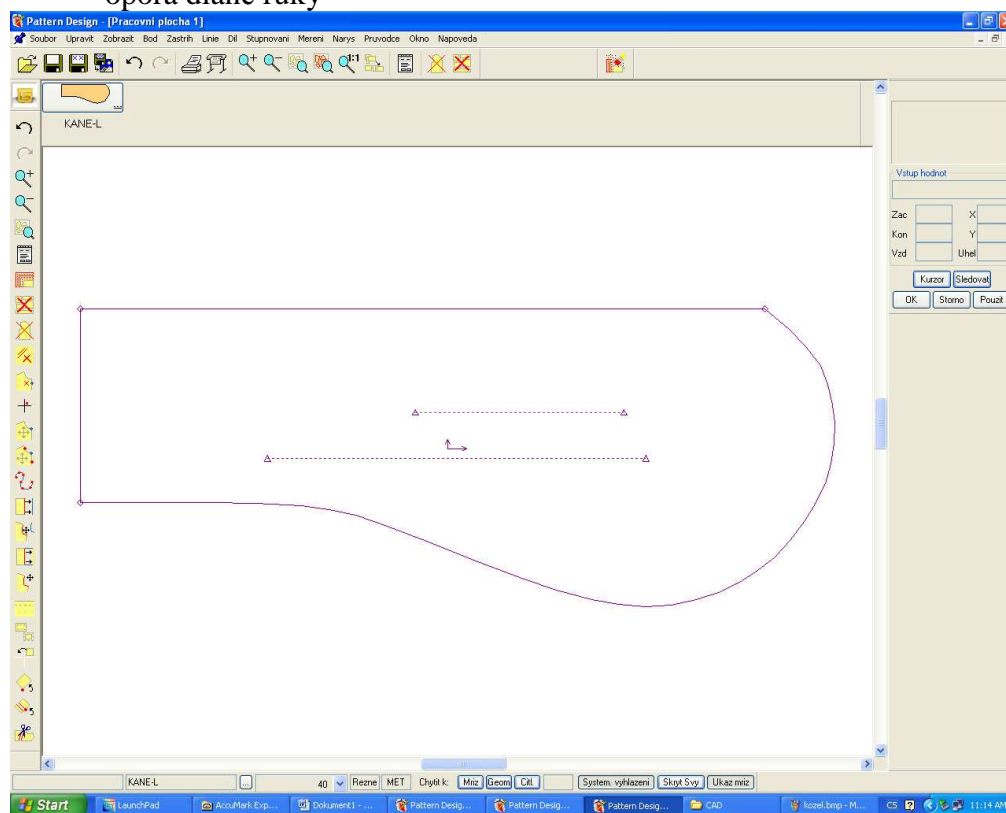 opora dlaně ruky
Pattern Design - [Pracovni plocha 1]
Soubor Upravit Zobrazit Bod Zastrih Linie Dil Stupnovani Mereni Narys Pruvodce Okno Napoveda
KANE-L
Vstup hodnot
Zac X
Kon Y
Vzd Uhel
Kurzor Sledovat
OK Storno Pouzit
KANE-L ... 40 Rezne MET Chytit k: Mriz Geom Citl. System. vyhlazeni Skryt Svy Ukaz mriz
Start LaunchPad AccuMark Exp... Dokument1 - ... Pattern Desig... Pattern Desig... Pattern Desig... CAD kozel.bmp - M... CS 11:14 AM